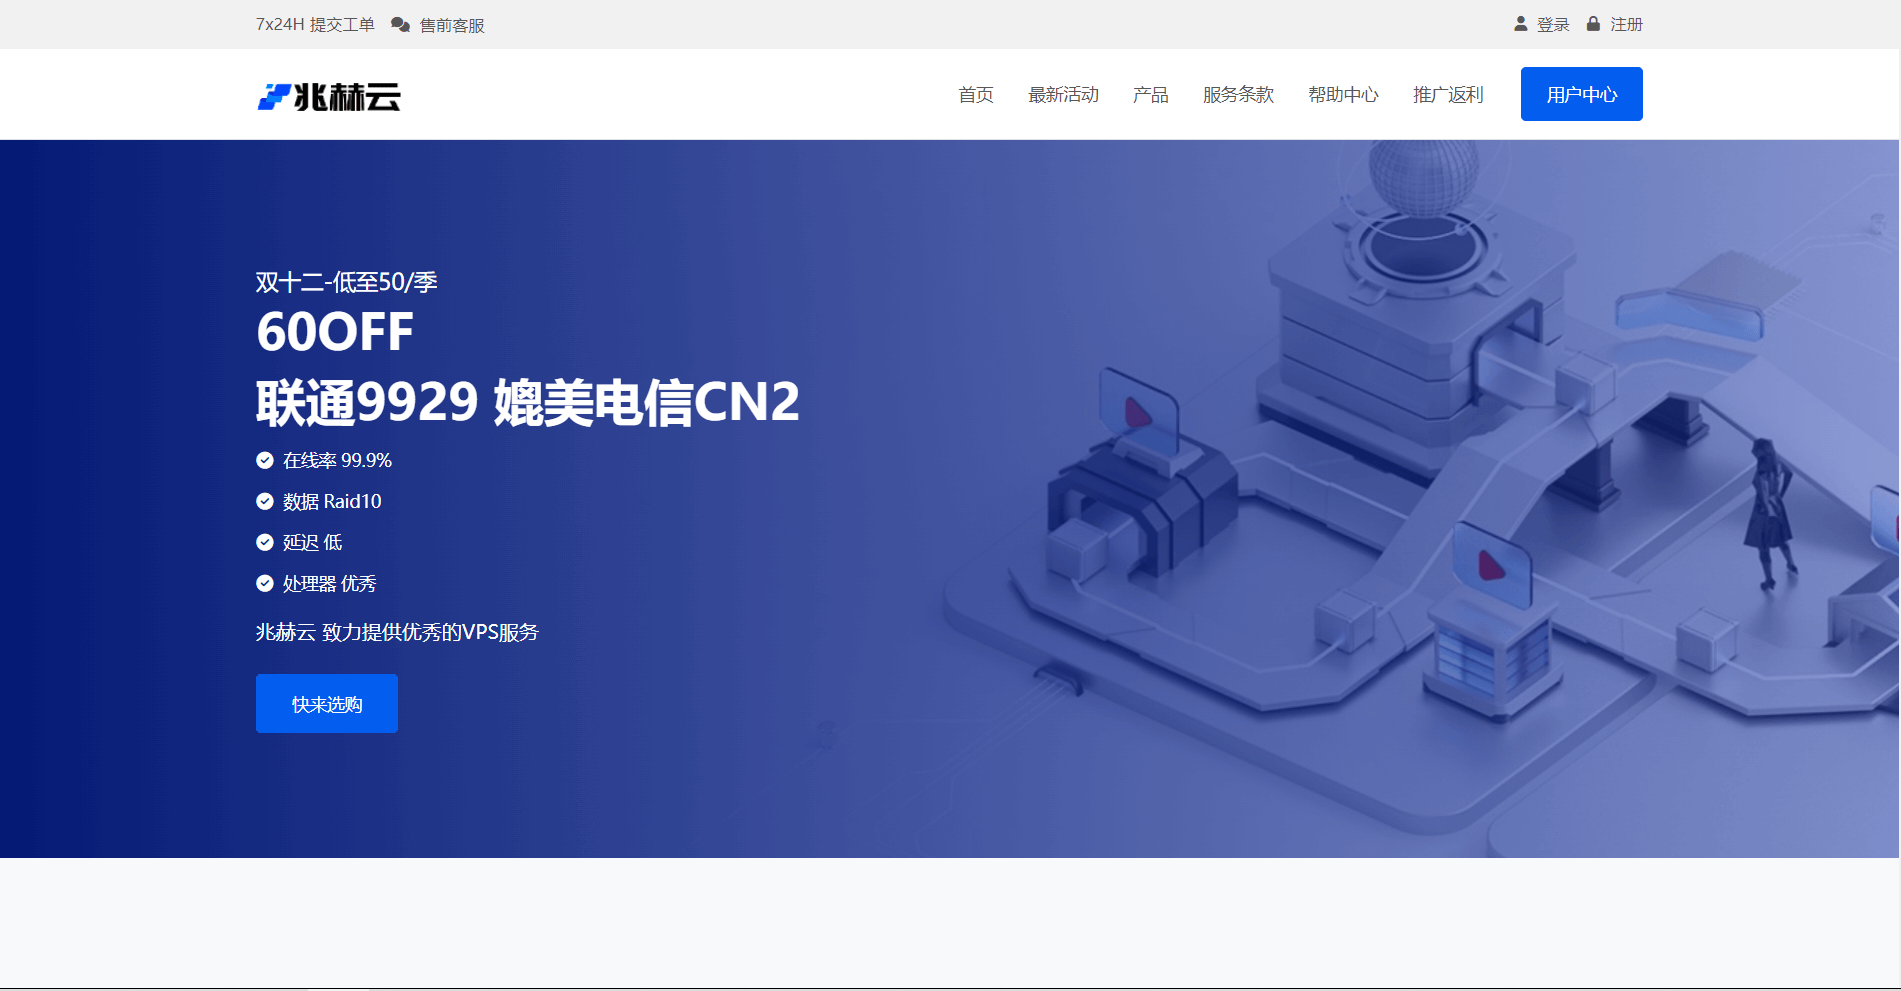 7x24H 提交工单 售前客服
登录 注册
兆赫云
首页 最新活动 产品 服务条款 帮助中心 推广返利 用户中心
双十二-低至50/季
60OFF
联通9929 媲美电信CN2
在线率 99.9%
数据 Raid10
延迟 低
处理器 优秀
兆赫云 致力提供优秀的VPS服务
快来选购